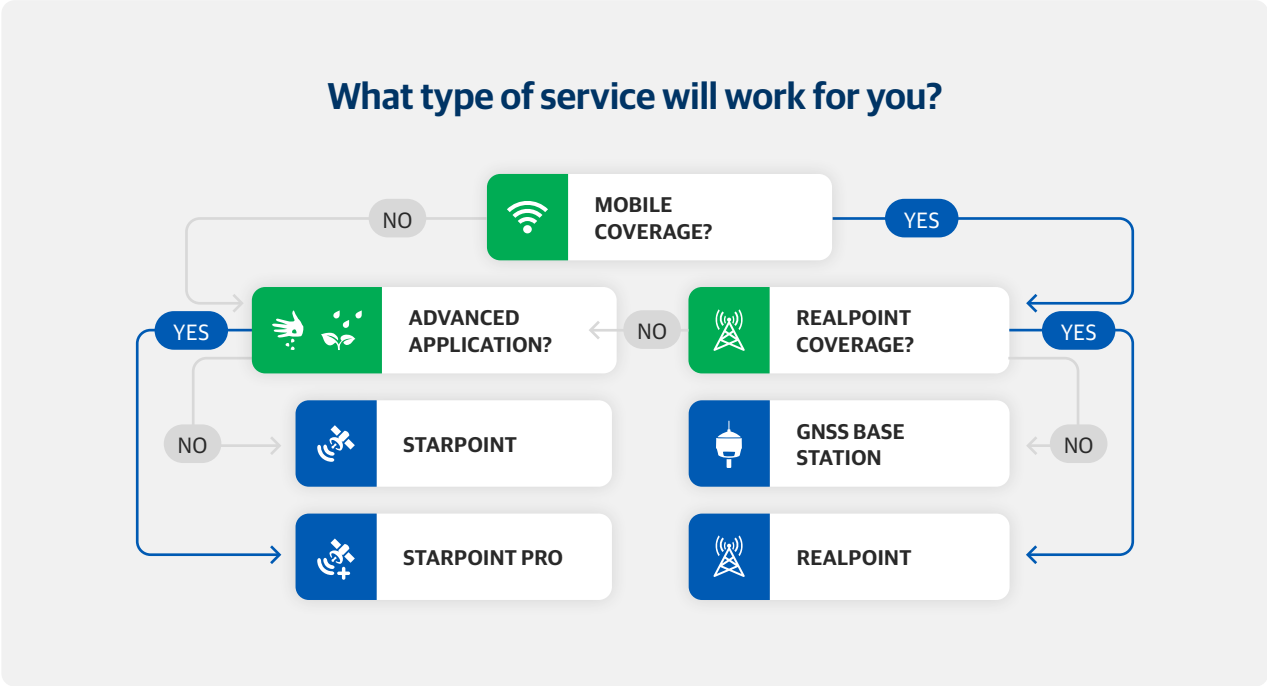 What type of service will work for you?
MOBILE
COVERAGE?
NO
YES
ADVANCED
APPLICATION?
REALPOINT
COVERAGE?
YES
NO
YES
STARPOINT
GNSS BASE
STATION
NO
NO
STARPOINT PRO
REALPOINT